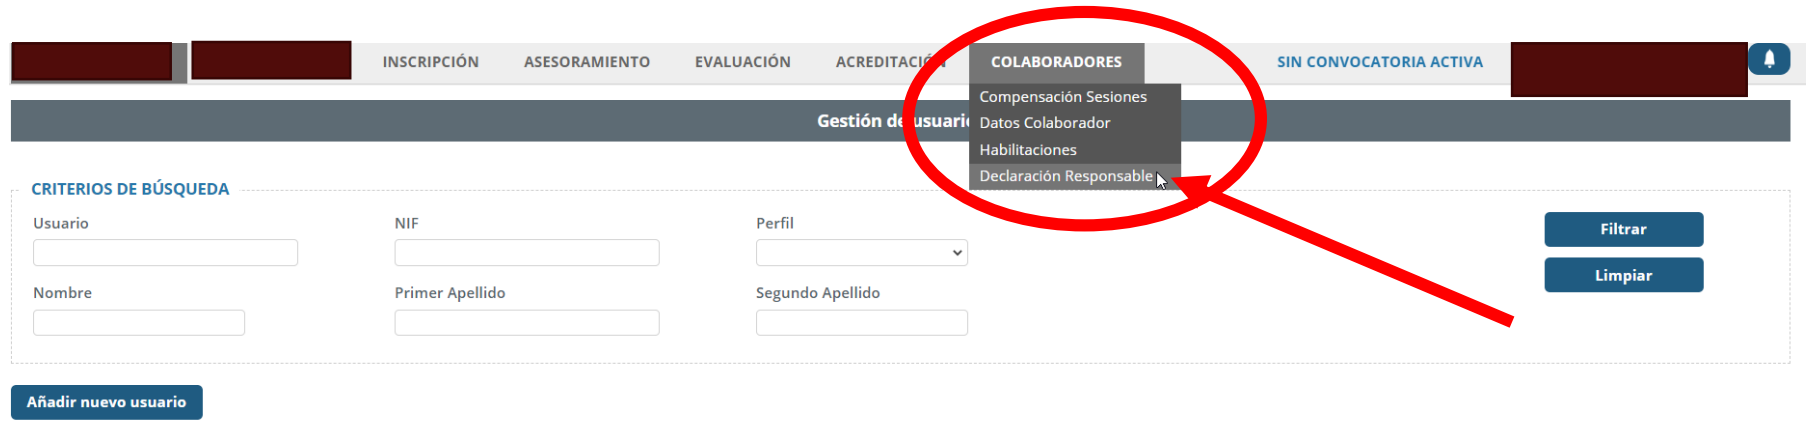 INSCRIPCIÓN ASESORAMIENTO EVALUACIÓN ACREDITACIÓN COLABORADORES SIN CONVOCATORIA ACTIVA
Compensación Sesiones
Datos Colaborador
Habilitaciones
Declaración Responsable
Gestión de usuario
CRITERIOS DE BÚSQUEDA
Usuario NIF Perfil
Filtrar
Limpiar
Nombre Primer Apellido Segundo Apellido
Añadir nuevo usuario